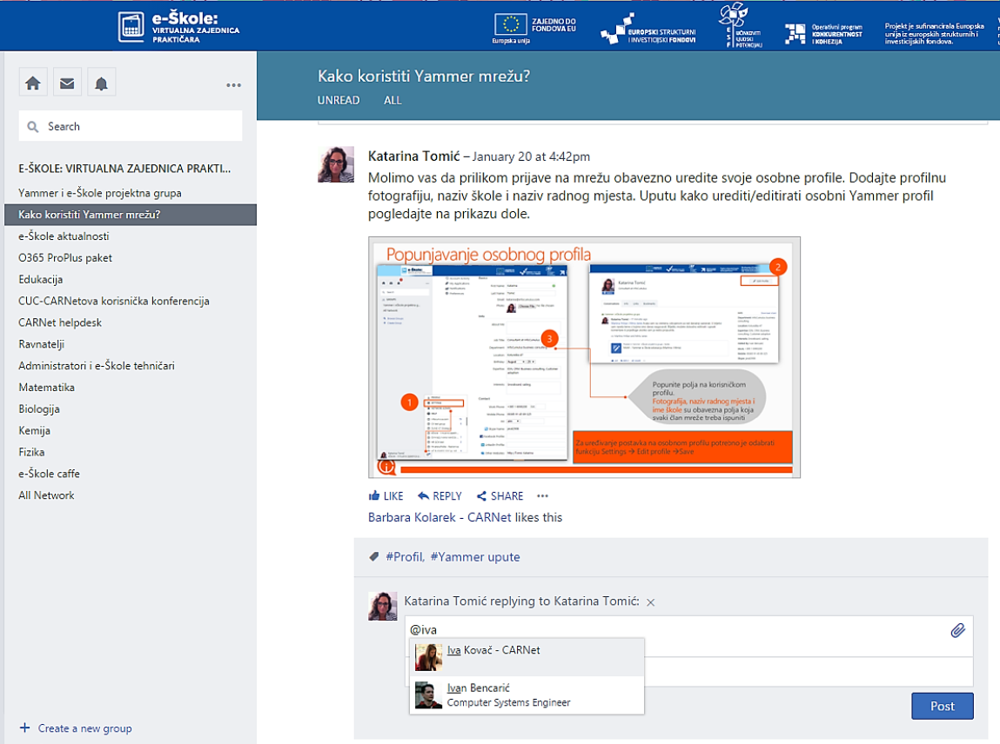 e-Škole:
VIRTUALNA ZAJEDNICA
PRAKTIČARA
Europska unija
ZAJEDNO DO
FONDOVA EU
EUROPSKI STRUKTURNI
I INVESTICIJSKI FONDOVI
E S F
UČINKOVITI
LJUDSKI
POTENCIJALI
Operativni program
KONKURENTNOST
I KOHEZIJA
Projekt je sufinancirala Europska
unija iz europskih strukturnih i
investicijskih fondova.
Search
E-ŠKOLE: VIRTUALNA ZAJEDNICA PRAKTI...
Yammer i e-Škole projektna grupa
Kako koristiti Yammer mrežu?
e-Škole aktualnosti
O365 ProPlus paket
Edukacija
CUC-CARNetova korisnička konferencija
CARNet helpdesk
Ravnatelji
Administratori i e-Škole tehničari
Matematika
Biologija
Kemija
Fizika
e-Škole caffe
All Network
+ Create a new group
Kako koristiti Yammer mrežu?
UNREAD ALL
Katarina Tomić – January 20 at 4:42pm
Molimo vas da prilikom prijave na mrežu obavezno uredite svoje osobne profile. Dodajte profilnu
fotografiju, naziv škole i naziv radnog mjesta. Uputu kako urediti/editirati osobni Yammer profil
pogledajte na prikazu dole.
Popunjavanje osobnog profila
1
2
3
Katarina Tomić
Popunite polja na korisničkom
profilu.
Fotografija, naziv radnog mjesta i
ime škole su obavezna polja koja
svaki član mreže treba ispuniti
Za uređivanje postavka na osobnom profilu potrebno je odabrati
funkciju Settings → Edit profile →Save
LIKE REPLY SHARE
Barbara Kolarek - CARNet likes this
#Profil, #Yammer upute
Katarina Tomić replying to Katarina Tomić:
@iva
Iva Kovač - CARNet
Ivan Bencarić
Computer Systems Engineer
Post